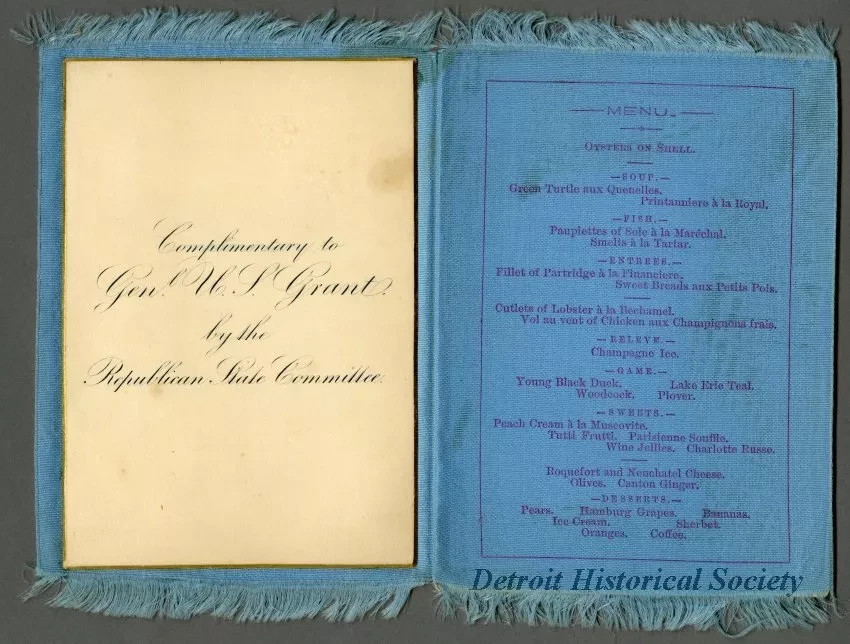 Complimentary to
Gen.l U. S. Grant.
by the
Republican State Committee.
—MENU.—
OYSTERS ON SHELL.
—SOUP.—
Green Turtle aux Quenelles.
Printanniere à la Royal.
—FISH.—
Paupiettes of Sole à la Maréchal.
Smelts à la Tartar.
—ENTREES.—
Fillet of Partridge à la Financiere.
Sweet Breads aux Petits Pois.
Cutlets of Lobster à la Bechamel.
Vol au vent of Chicken aux Champignons frais.
—RELEVE.—
Champagne Ice.
—GAME.—
Young Black Duck. Lake Erie Teal.
Woodcock. Plover.
—SWEETS.—
Peach Cream à la Muscovite.
Tutti Frutti. Parisienne Souffle.
Wine Jellies. Charlotte Russe.
Roquefort and Neuchatel Cheese.
Olives. Canton Ginger.
—DESSERTS.—
Pears. Hamburg Grapes. Bananas.
Ice Cream. Sherbet.
Oranges. Coffee.
Detroit Historical Society